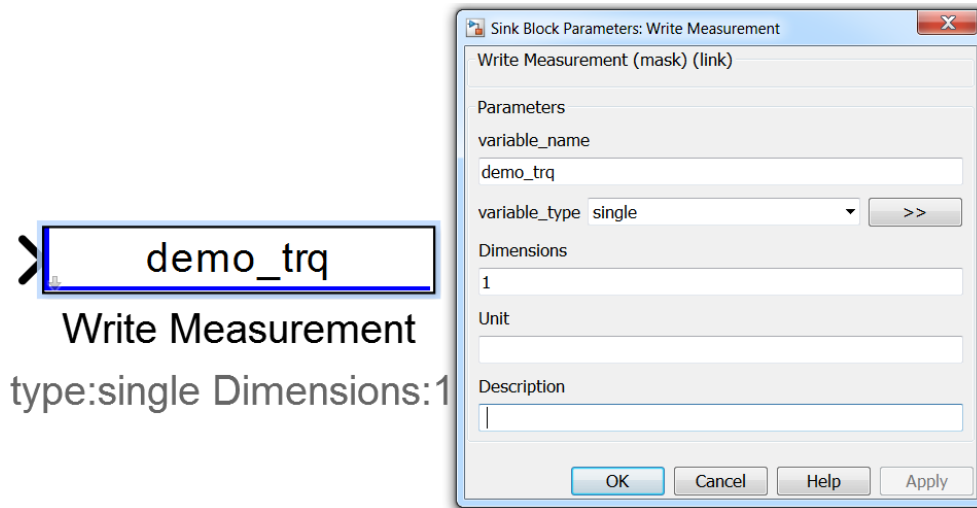 demo_trq
Write Measurement
type:single Dimensions:1
Sink Block Parameters: Write Measurement
Write Measurement (mask) (link)
Parameters
variable_name
demo_trq
variable_type single >>
Dimensions
1
Unit
Description
OK Cancel Help Apply